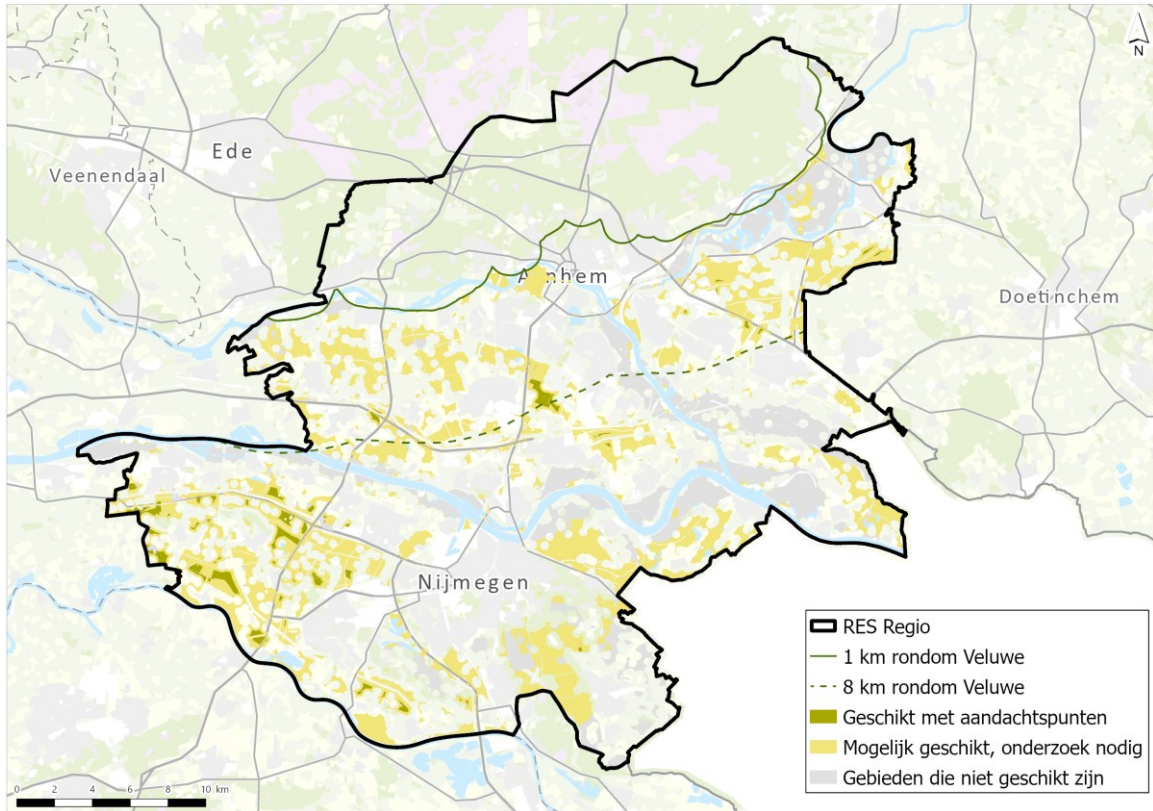 N
Ede
Veenendaal
Arnhem
Doetinchem
Nijmegen
RES Regio
1 km rondom Veluwe
8 km rondom Veluwe
Geschikt met aandachtspunten
Mogelijk geschikt, onderzoek nodig
Gebieden die niet geschikt zijn
0 2 4 6 8 10 km